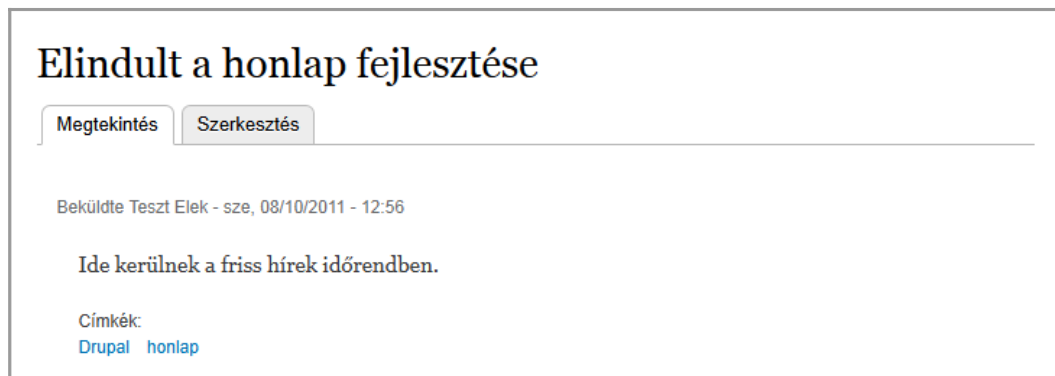 Elindult a honlap fejlesztése
Megtekintés Szerkesztés
Beküldte Teszt Elek - sze, 08/10/2011 - 12:56
Ide kerülnek a friss hírek időrendben.
Címkék:
Drupal honlap